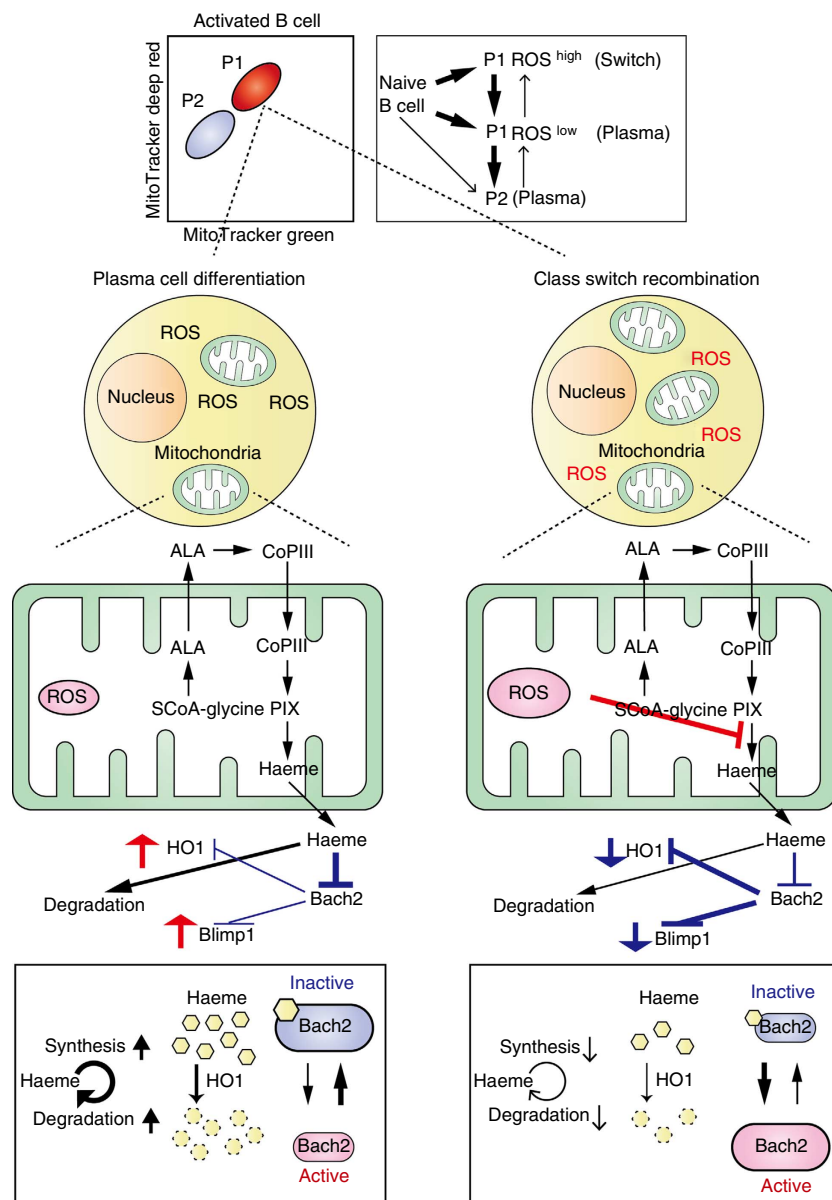 Activated B cell
MitoTracker deep red
P1
P2
MitoTracker green
Naive
B cell
P1 ROS high (Switch)
P1 ROS low (Plasma)
P2 (Plasma)
Plasma cell differentiation
ROS
Nucleus
ROS
ROS
Mitochondria
ALA
CoPIII
ALA
CoPIII
ROS
SCoA-glycine PIX
Haeme
HO1
Haeme
Degradation
Bach2
Blimp1
Inactive
Haeme
Bach2
Synthesis
Haeme
HO1
Degradation
Bach2
Active
Class switch recombination
ROS
Nucleus
ROS
Mitochondria
ROS
ALA
CoPIII
ALA
CoPIII
ROS
SCoA-glycine PIX
Haeme
HO1
Haeme
Degradation
Bach2
Blimp1
Inactive
Haeme
Bach2
Synthesis
Haeme
HO1
Degradation
Bach2
Active